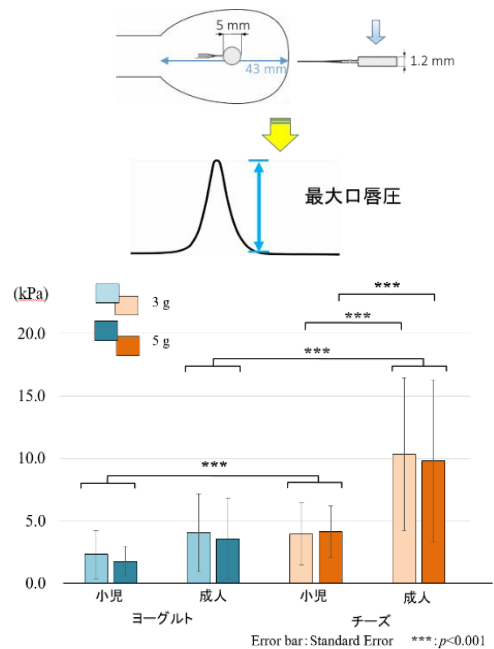 5 mm
43 mm
1.2 mm
最大口唇圧
(kPa)
3 g
5 g
***
***
***
***
20.0
15.0
10.0
5.0
0.0
小児
成人
小児
成人
ヨーグルト
チーズ
Error bar:Standard Error ***:p<0.001